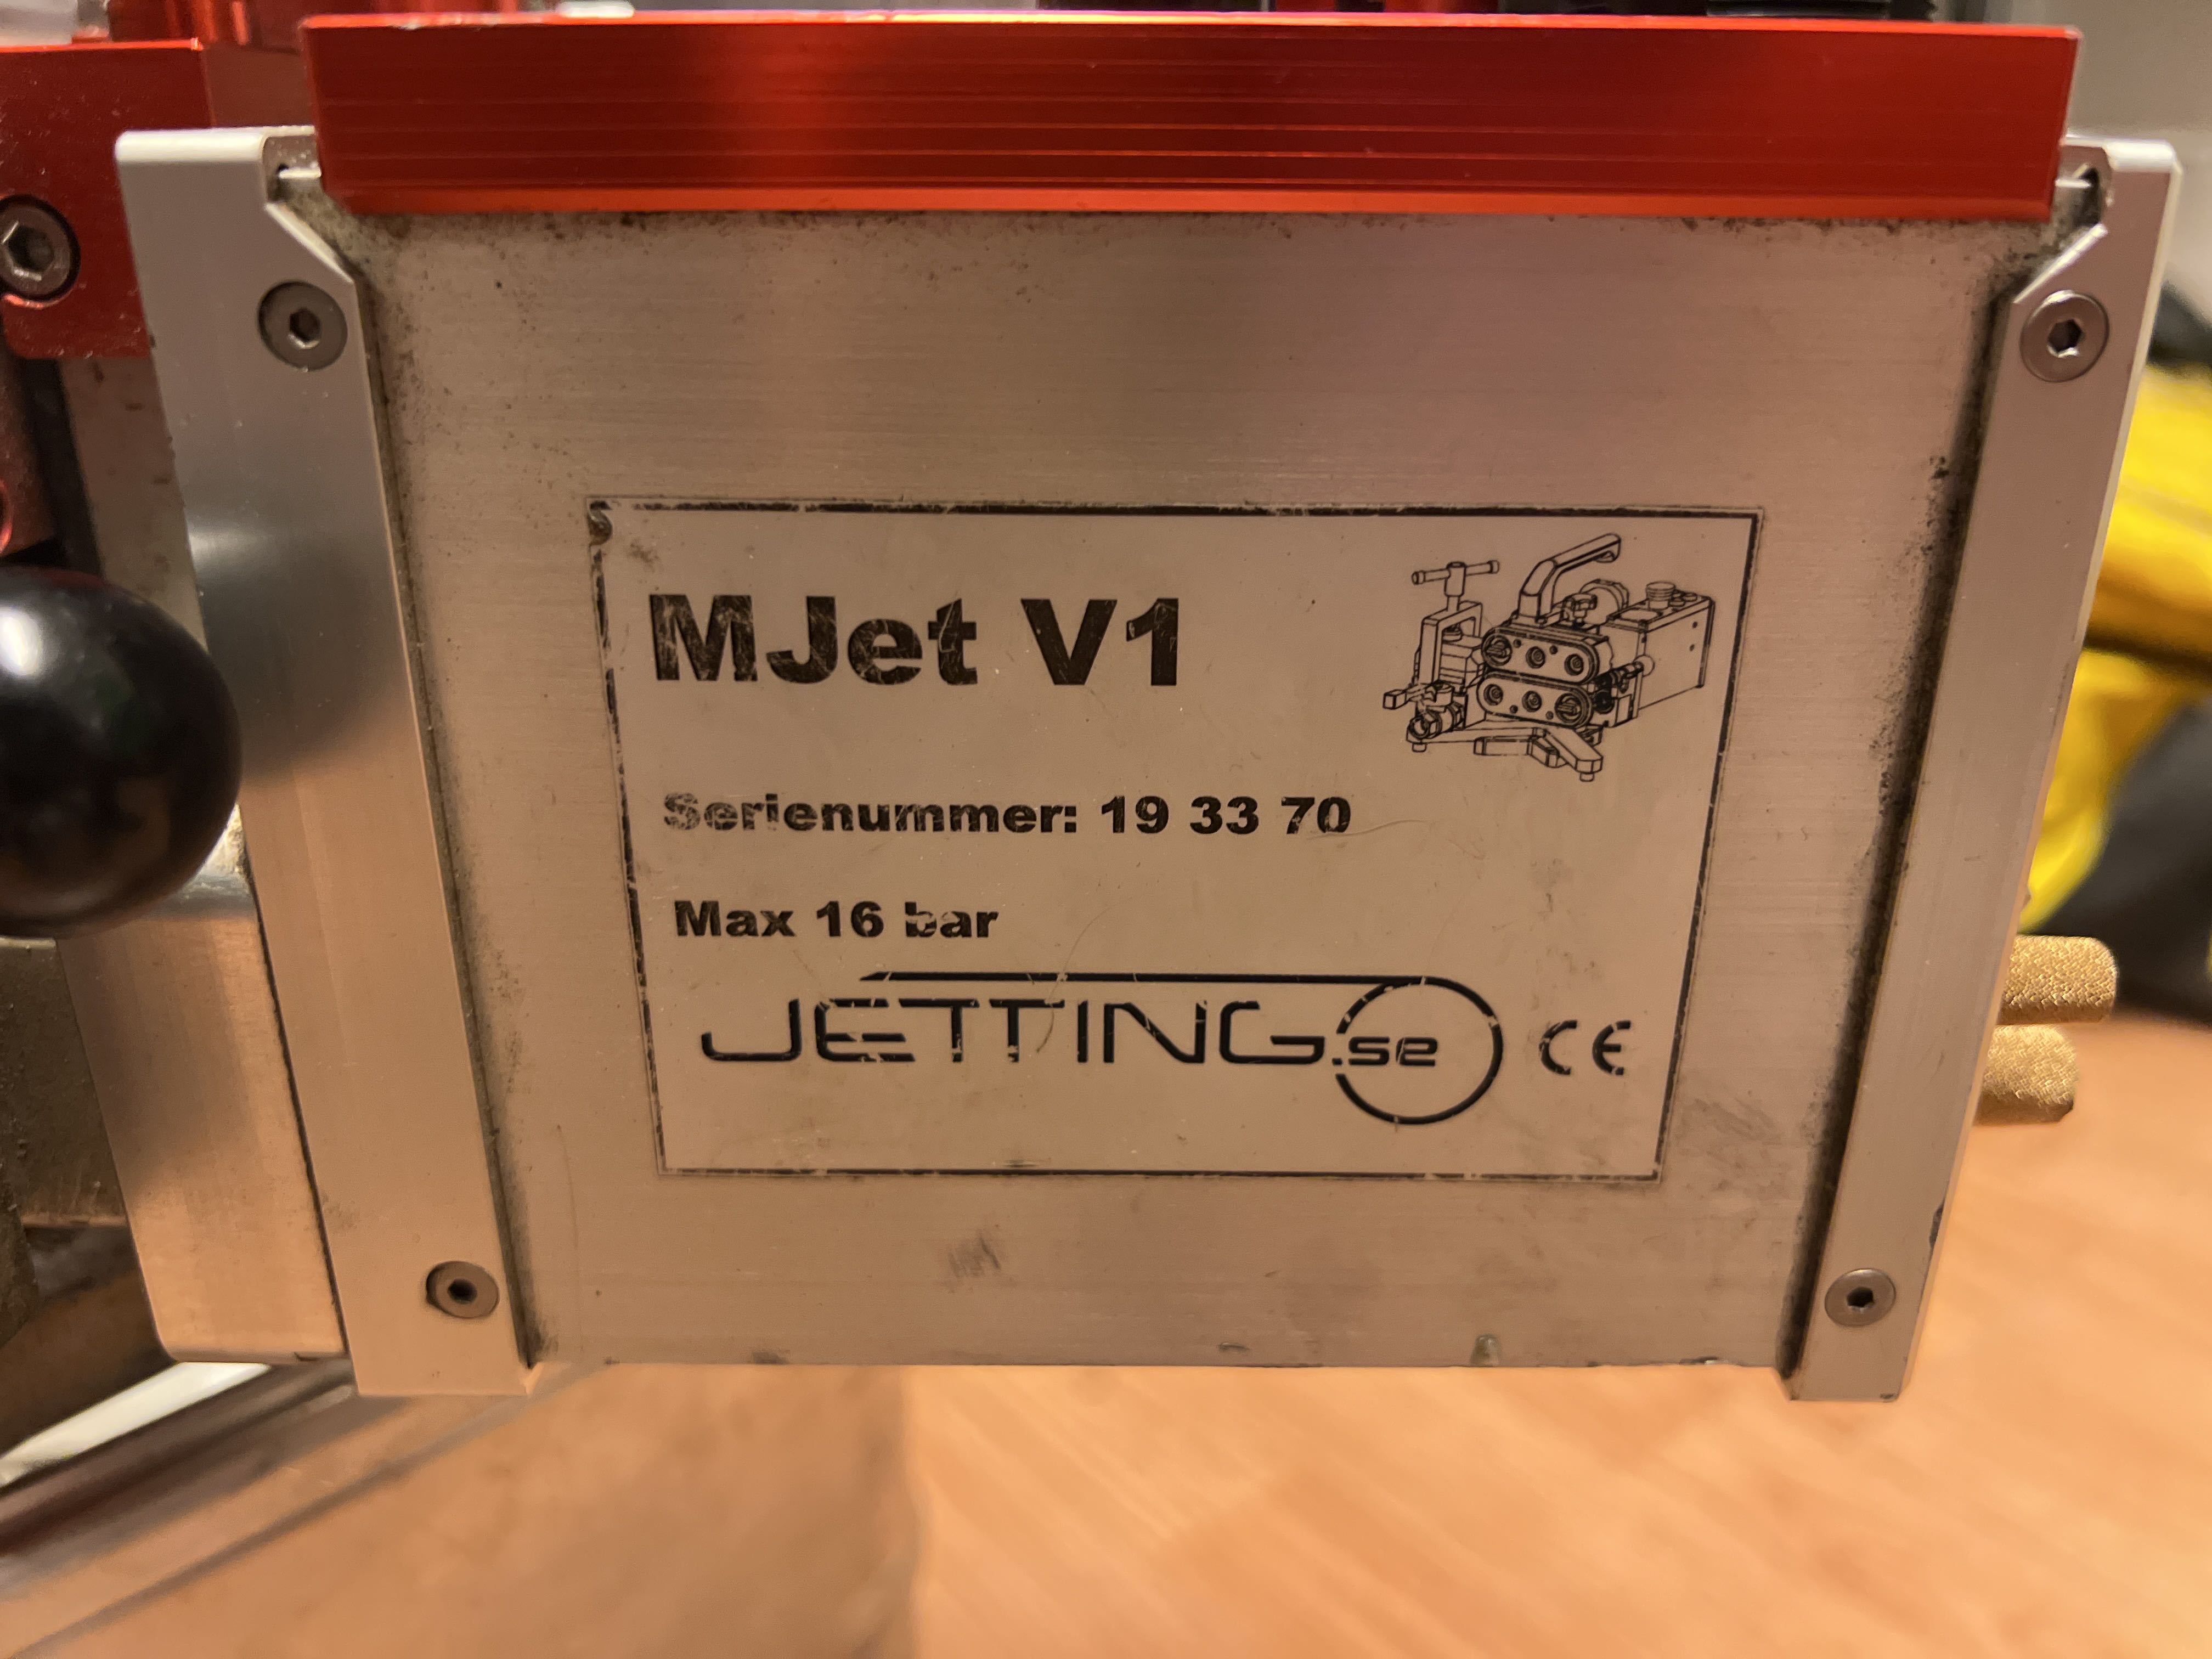 MJet V1
Serienummer: 19 33 70
Max 16 bar
JETTING.se CE